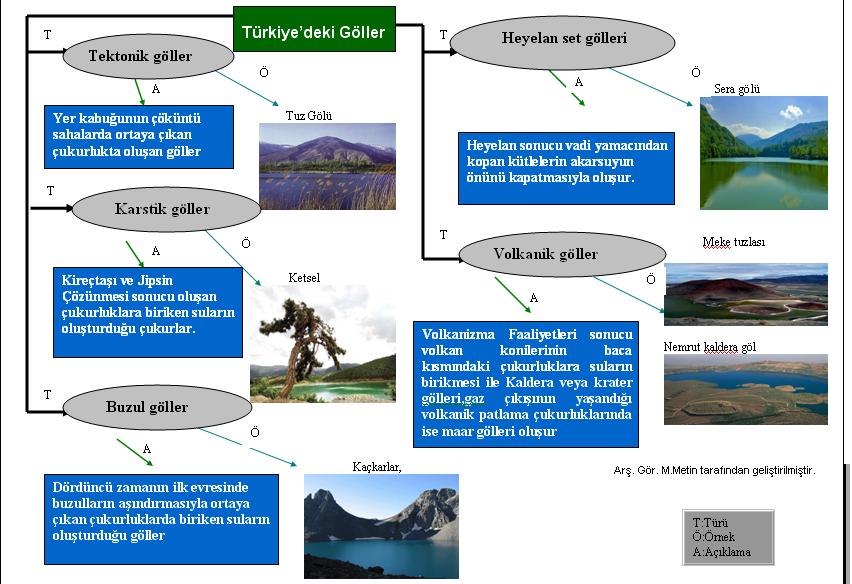 Türkiye'deki Göller
T
Tektonik göller
A
Ö
Yer kabuğunun çöküntü
sahalarda ortaya çıkan
çukurlukta oluşan göller
Tuz Gölü
T
Karstik göller
A
Ö
Kireçtaşı ve Jipsin
Çözünmesi sonucu oluşan
çukurluklara biriken suların
oluşturduğu çukurlar.
Ketsel
T
Buzul göller
A
Ö
Dördüncü zamanın ilk evresinde
buzulların aşındırmasıyla ortaya
çıkan çukurluklarda biriken suların
oluşturduğu göller
Kaçkarlar,
T
Heyelan set gölleri
A
Ö
Heyelan sonucu vadi yamacından
kopan kütlelerin akarsuyun
önünü kapatmasıyla oluşur.
Sera gölü
T
Volkanik göller
A
Ö
Volkanizma Faaliyetleri sonucu
volkan konilerinin baca
kısmındaki çukurluklara suların
birikmesi ile Kaldera veya krater
gölleri,gaz çıkışının yaşandığı
volkanik patlama çukurluklarında
ise maar gölleri oluşur
Meke tuzlası
Nemrut kaldera göl
Arş. Gör. M.Metin tarafından geliştirilmiştir.
T:Türü
Ö:Örnek
A:Açıklama